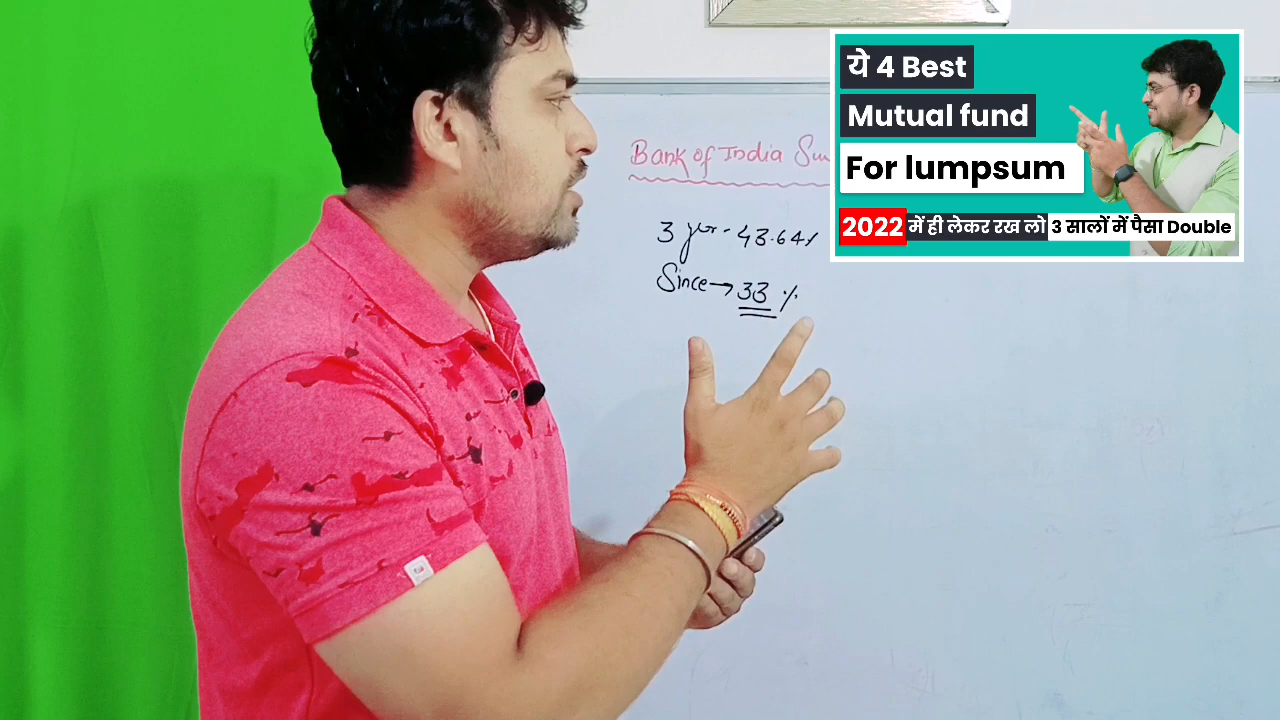 Bank of India
3 year - 43.64%
Since → 33 %
ये 4 Best
Mutual fund
For lumpsum
2022 में ही लेकर रख लो 3 सालों में पैसा Double